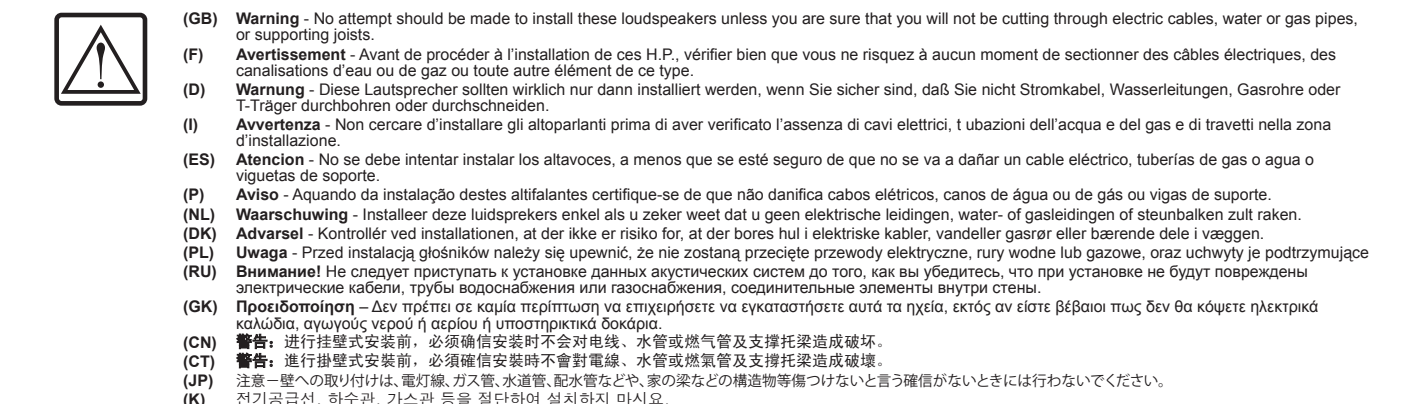 (GB) Warning - No attempt should be made to install these loudspeakers unless you are sure that you will not be cutting through electric cables, water or gas pipes,
or supporting joists.
(F) Avertissement - Avant de procéder à l'installation de ces H.P., vérifier bien que vous ne risquez à aucun moment de sectionner des câbles électriques, des
canalisations d'eau ou de gaz ou toute autre élément de ce type.
(D) Warnung - Diese Lautsprecher sollten wirklich nur dann installiert werden, wenn Sie sicher sind, daß Sie nicht Stromkabel, Wasserleitungen, Gasrohre oder
T-Träger durchbohren oder durchschneiden.
(I) Avvertenza - Non cercare d'installare gli altoparlanti prima di aver verificato l'assenza di cavi elettrici, t ubazioni dell'acqua e del gas e di travetti nella zona
d'installazione.
(ES) Atencion - No se debe intentar instalar los altavoces, a menos que se esté seguro de que no se va a dañar un cable eléctrico, tuberías de gas o agua o
viguetas de soporte.
(P) Aviso - Aquando da instalação destes altifalantes certifique-se de que não danifica cabos elétricos, canos de água ou de gás ou vigas de suporte.
(NL) Waarschuwing - Installeer deze luidsprekers enkel als u zeker weet dat u geen elektrische leidingen, water- of gasleidingen of steunbalken zult raken.
(DK) Advarsel - Kontrollér ved installationen, at der ikke er risiko for, at der bores hul i elektriske kabler, vandeller gasrør eller bærende dele i væggen.
(PL) Uwaga - Przed instalacją głośników należy się upewnić, że nie zostaną przecięte przewody elektryczne, rury wodne lub gazowe, oraz uchwyty je podtrzymujące
(RU) Внимание! Не следует приступать к установке данных акустических систем до того, как вы убедитесь, что при установке не будут повреждены
электрические кабели, трубы водоснабжения или газоснабжения, соединительные элементы внутри стены.
(GK) Προειδοποίηση – Δεν πρέπει σε καμία περίπτωση να επιχειρήσετε να εγκαταστήσετε αυτά τα ηχεία, εκτός αν είστε βέβαιοι πως δεν θα κόψετε ηλεκτρικά
καλώδια, αγωγούς νερού ή αερίου ή υποστηρικτικά δοκάρια.
(CN) 警告：进行挂壁式安装前，必须确信安装时不会对电线、水管或燃气管及支撑托梁造成破坏。
(CT) 警告：進行掛壁式安裝前，必須確信安裝時不會對電線、水管或燃氣管及支撐托梁造成破壞。
(JP) 注意－壁への取り付けは、電灯線、ガス管、水道管、配水管などや、家の梁などの構造物等傷つけないと言う確信がないときには行わないでください。
(K) 전기공급선, 하수관, 가스관 등을 절단하여 설치하지 마시요.